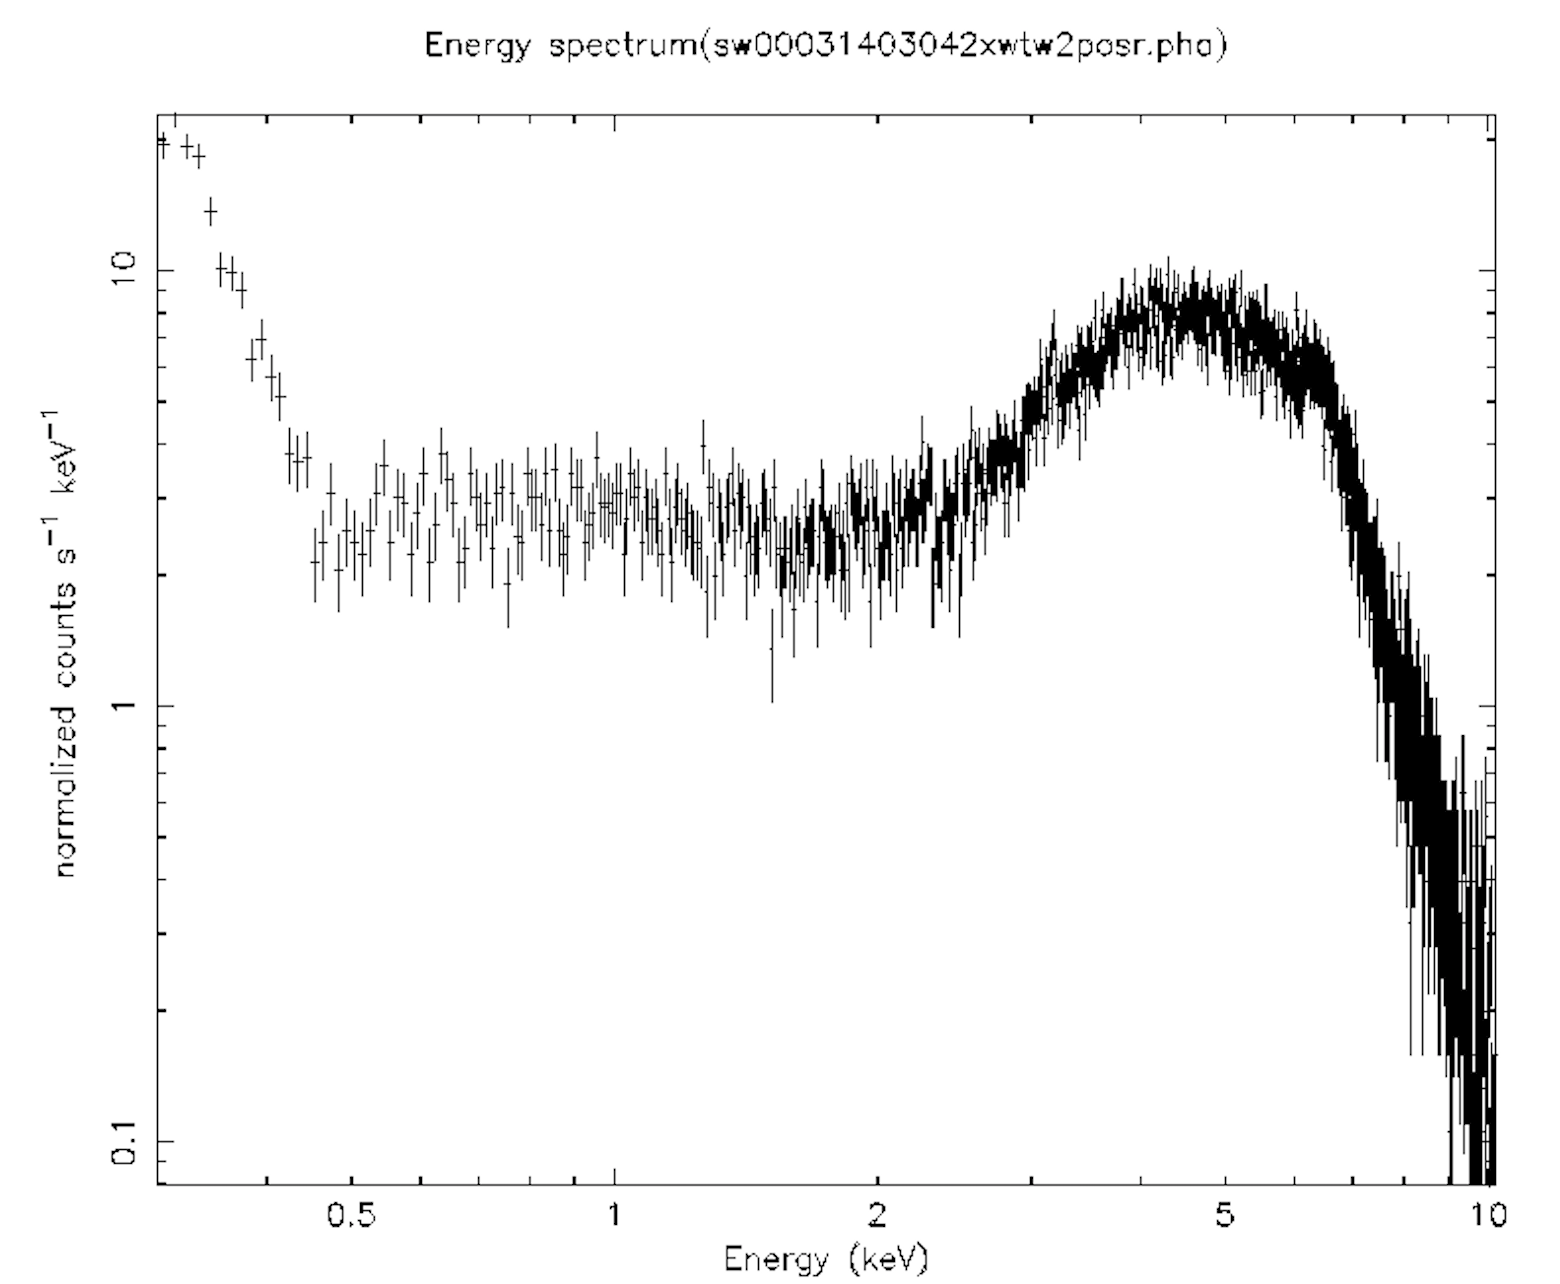 Energy spectrum(sw00031403042xwtw2posr.pha)
normalized counts s−1 keV−1
10
1
0.1
0.5 1 2 5 10
Energy (keV)